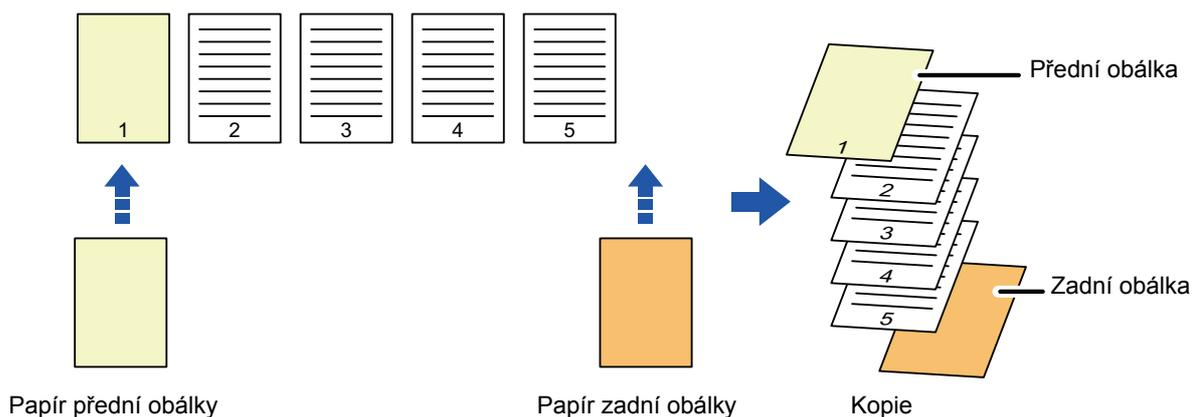 1
2
3
4
5
Papír přední obálky
Papír zadní obálky
Přední obálka
1
2
3
4
5
Zadní obálka
Kopie